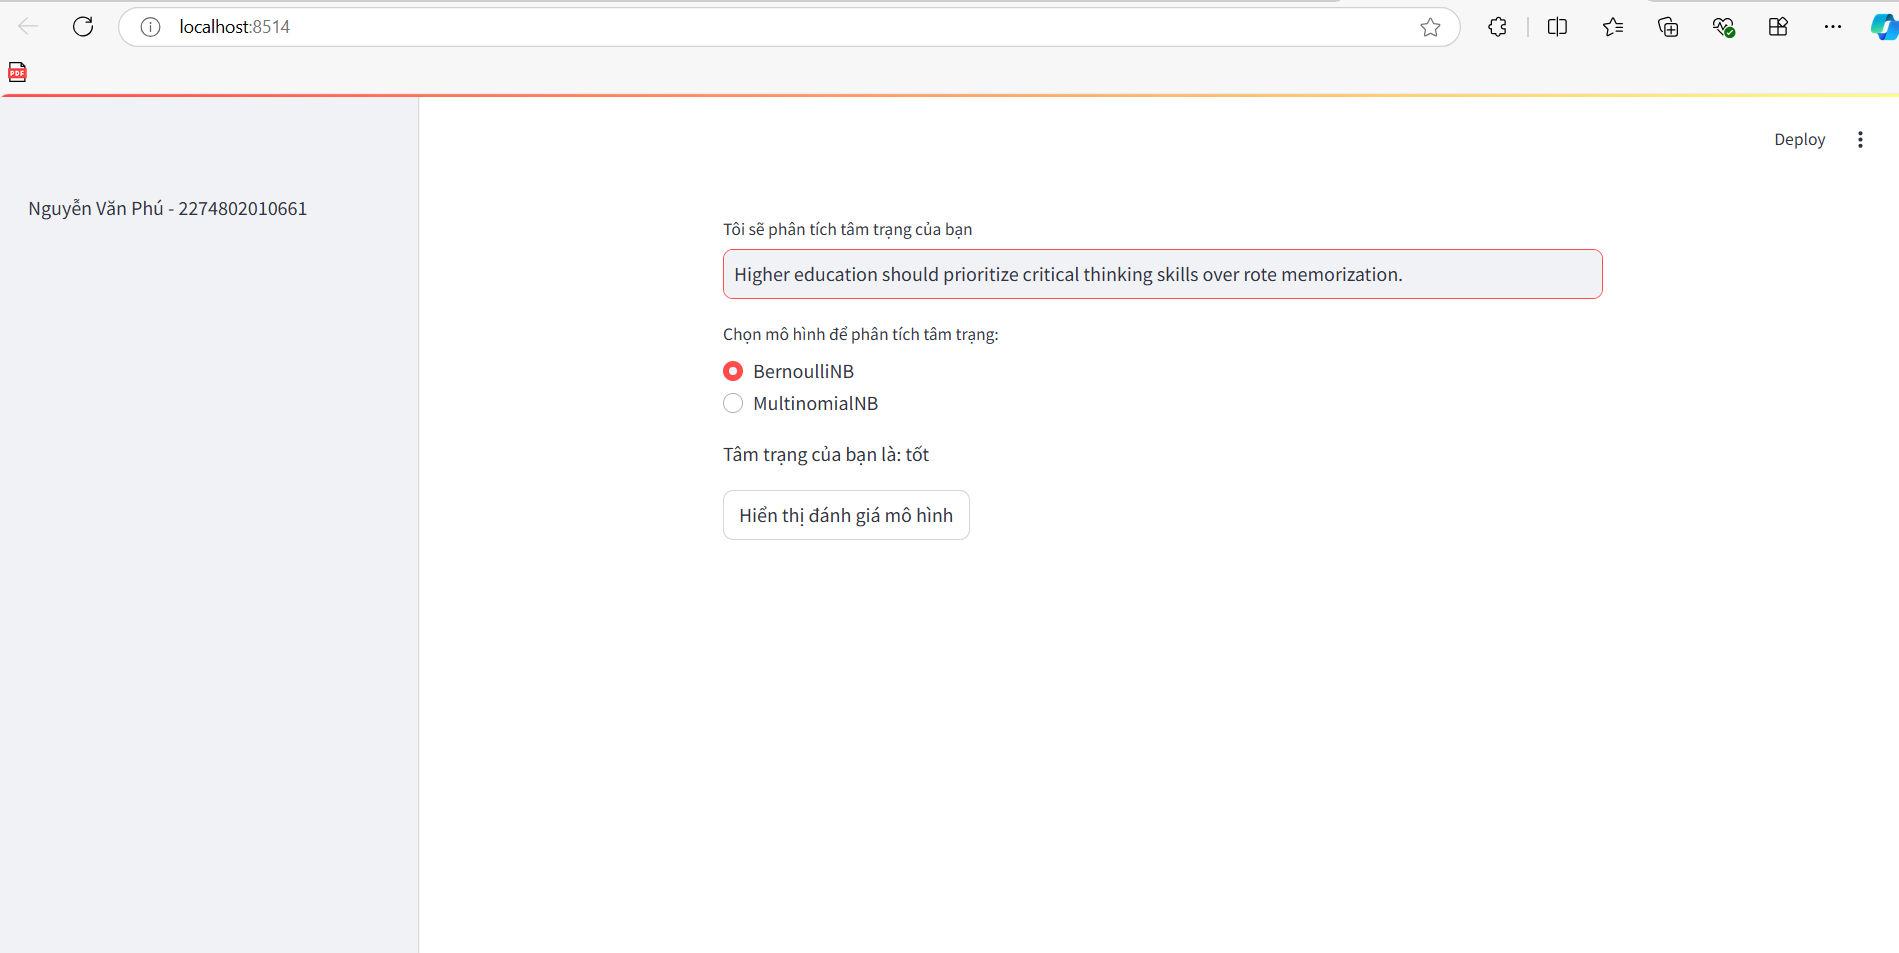 localhost:8514
PDF
Deploy
Nguyễn Văn Phú - 2274802010661
Tôi sẽ phân tích tâm trạng của bạn
Higher education should prioritize critical thinking skills over rote memorization.
Chọn mô hình để phân tích tâm trạng:
BernoulliNB
MultinomialNB
Tâm trạng của bạn là: tốt
Hiển thị đánh giá mô hình